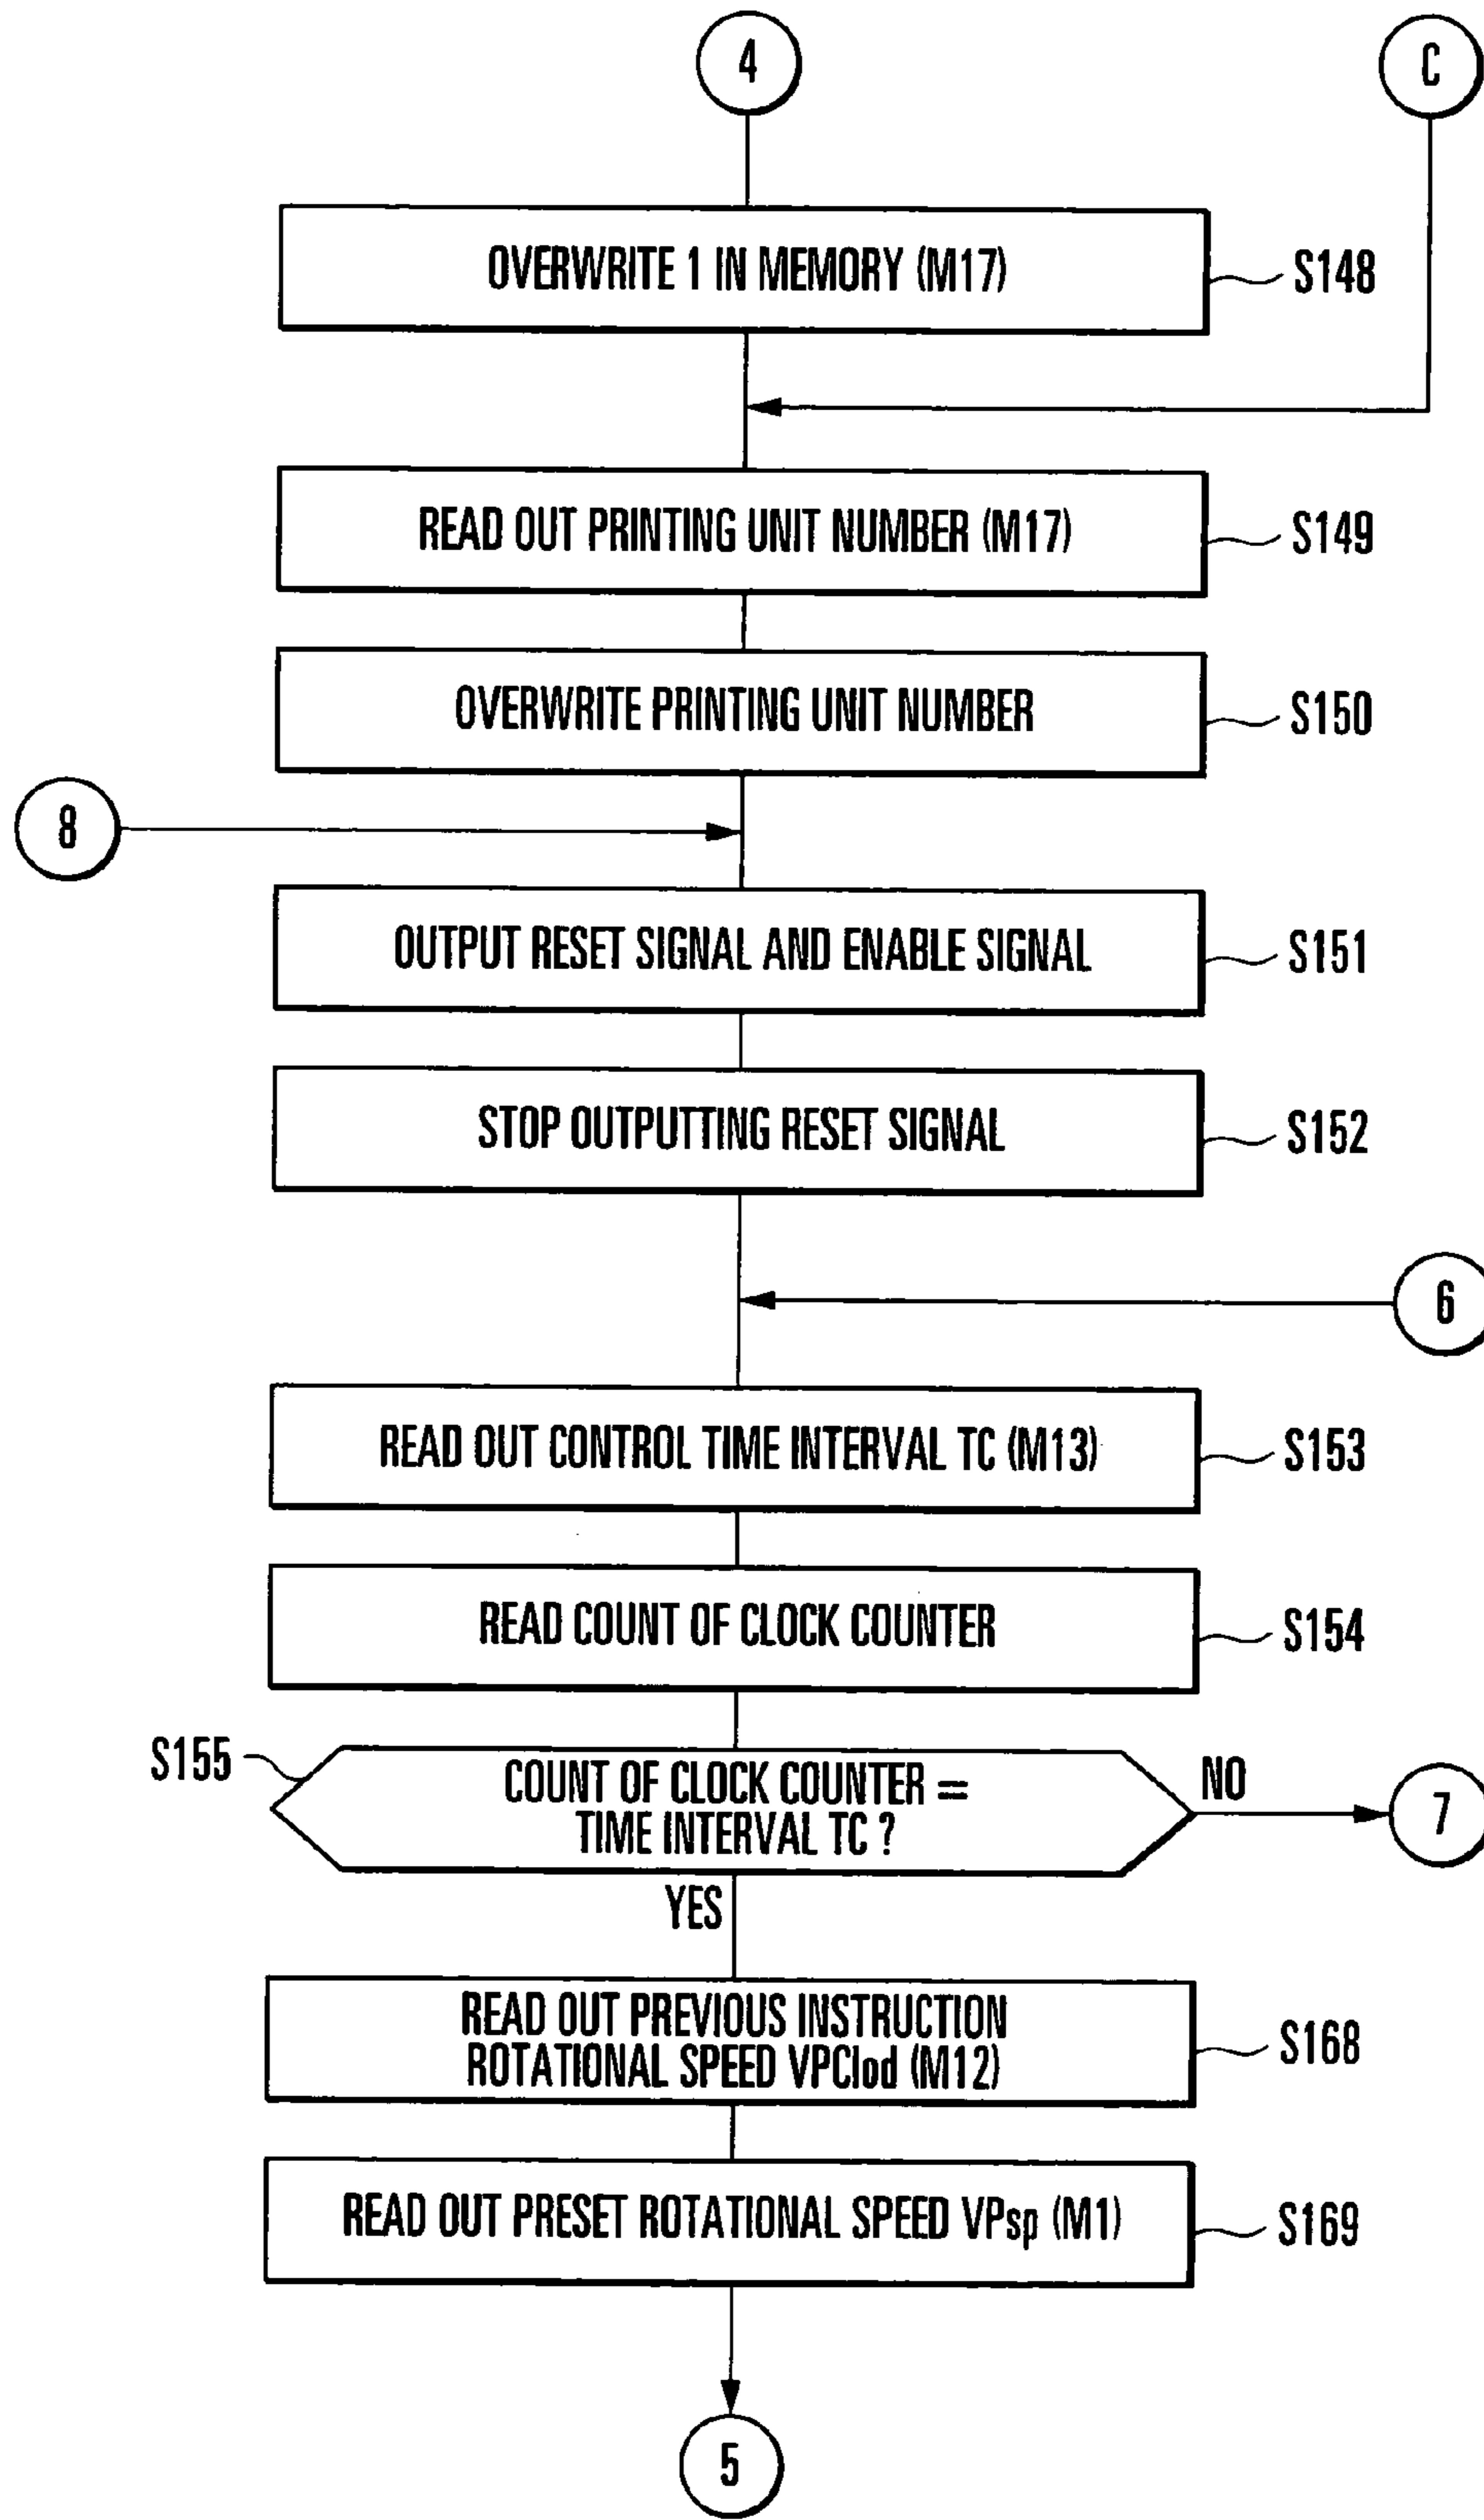 4
C
OVERWRITE 1 IN MEMORY (M17)
S148
READ OUT PRINTING UNIT NUMBER (M17)
S149
OVERWRITE PRINTING UNIT NUMBER
S150
8
OUTPUT RESET SIGNAL AND ENABLE SIGNAL
S151
STOP OUTPUTTING RESET SIGNAL
S152
6
READ OUT CONTROL TIME INTERVAL TC (M13)
S153
READ COUNT OF CLOCK COUNTER
S154
S155
COUNT OF CLOCK COUNTER =
TIME INTERVAL TC ?
NO
7
YES
READ OUT PREVIOUS INSTRUCTION
ROTATIONAL SPEED VPClod (M12)
S168
READ OUT PRESET ROTATIONAL SPEED VPsp (M1)
S169
5